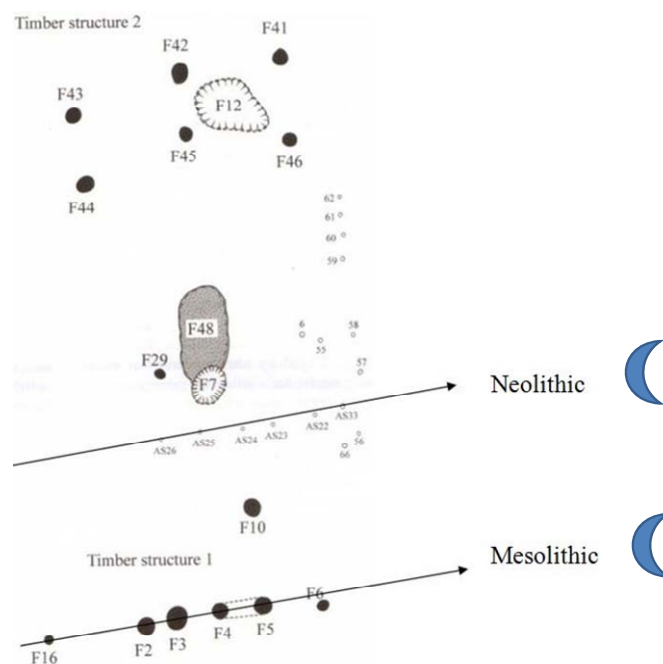 Timber structure 2
F41
F42
F43
F12
F45
F46
F44
62
61
60
59
F48
6
58
55
F29
57
F7
Neolithic
AS33
AS22
AS23
AS24
AS25
AS26
56
66
F10
Mesolithic
Timber structure 1
F6
F4
F5
F2
F3
F16